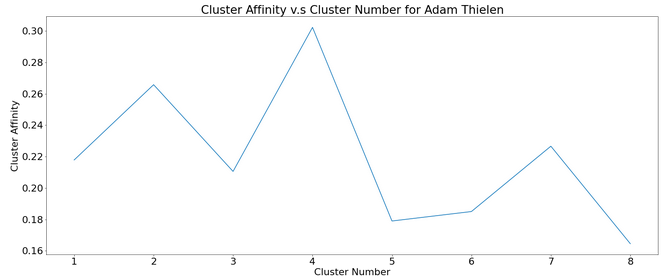 Cluster Affinity v.s Cluster Number for Adam Thielen
Cluster Affinity
0.30
0.28
0.26
0.24
0.22
0.20
0.18
0.16
1 2 3 4 5 6 7 8
Cluster Number